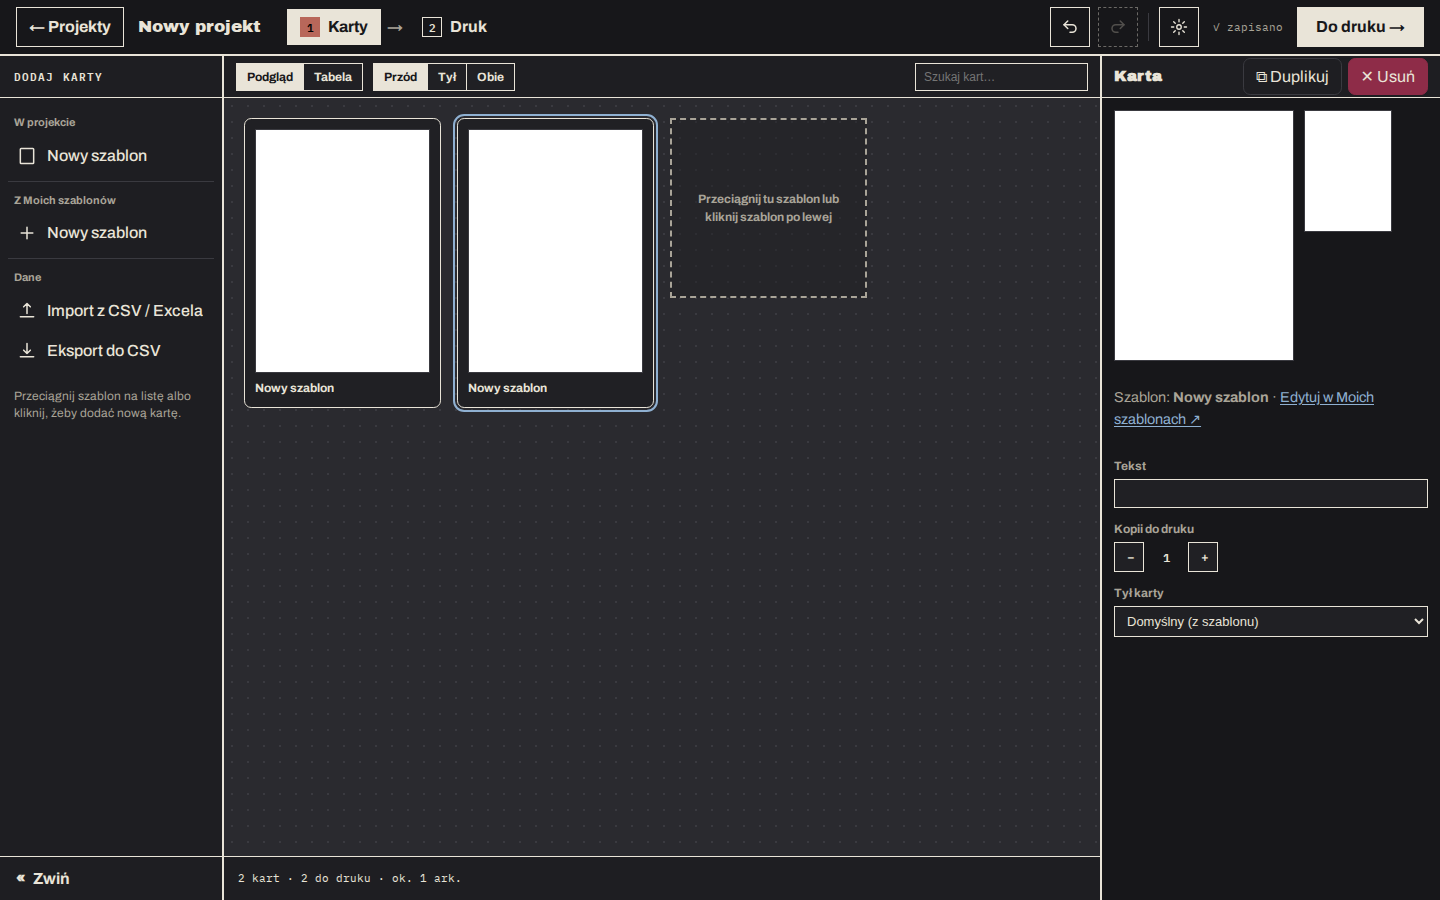 ← Projekty
Nowy projekt
1 Karty →
2 Druk
√ zapisano
Do druku →
DODAJ KARTY
Podgląd
Tabela
Przód
Tył
Obie
Szukaj kart…
Karta
Duplikuj
✕ Usuń
W projekcie
Nowy szablon
Z Moich szablonów
Nowy szablon
Dane
Import z CSV / Excela
Eksport do CSV
Przeciągnij szablon na listę albo
kliknij, żeby dodać nową kartę.
Nowy szablon
Nowy szablon
Przeciągnij tu szablon lub
kliknij szablon po lewej
Szablon: Nowy szablon · Edytuj w Moich
szablonach ↗
Tekst
Kopii do druku
− 1 +
Tył karty
Domyślny (z szablonu)
« Zwiń
2 kart · 2 do druku · ok. 1 ark.